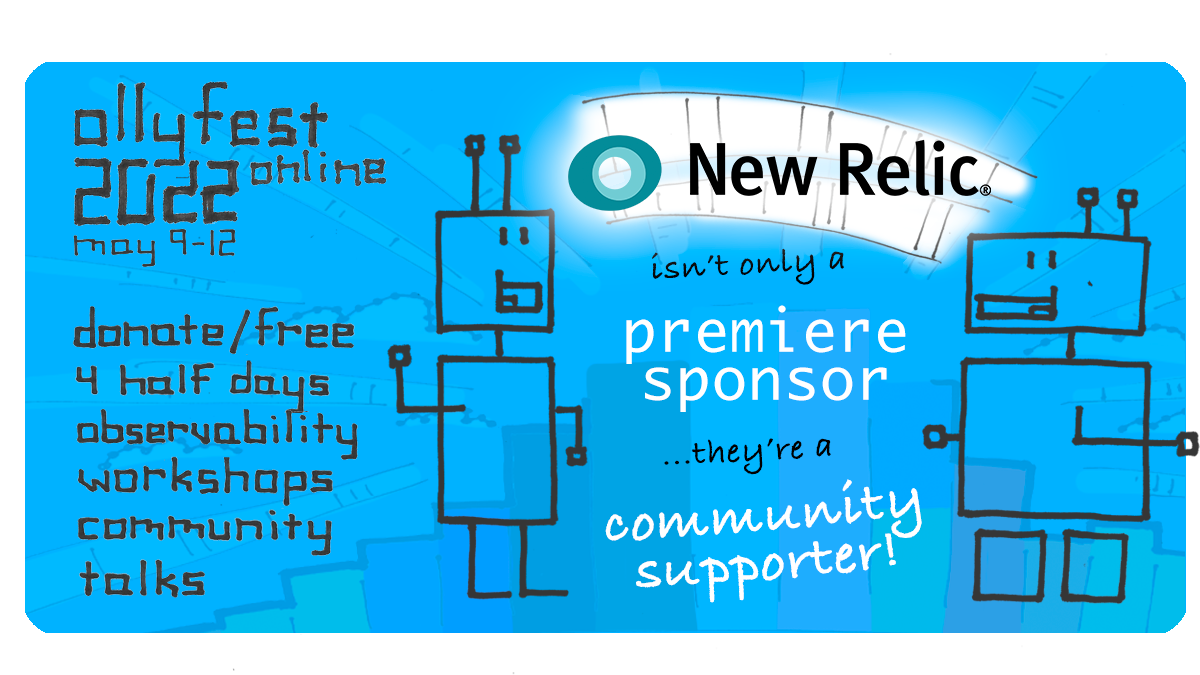 ollyfest
2022 online
may 9-12
donate/free
4 half days
observability
workshops
community
talks
New Relic®
isn't only a
premiere
sponsor
...they're a
community
supporter!